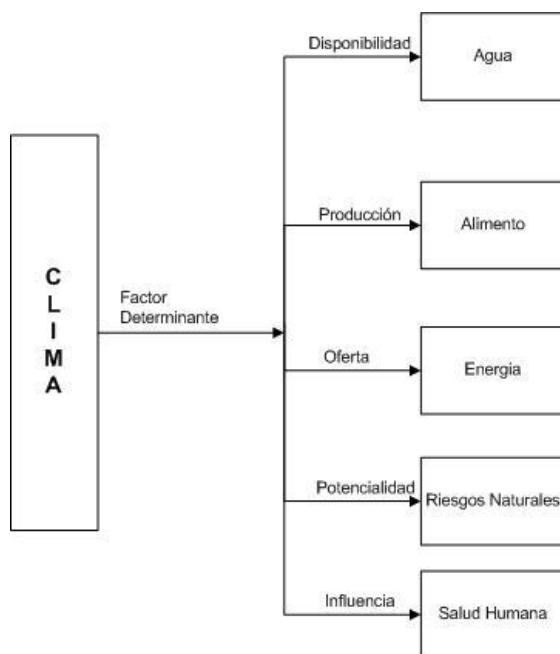 Disponibilidad
Agua
Producción
Alimento
C
L
I
M
A
Factor
Determinante
Oferta
Energia
Potencialidad
Riesgos Naturales
Influencia
Salud Humana